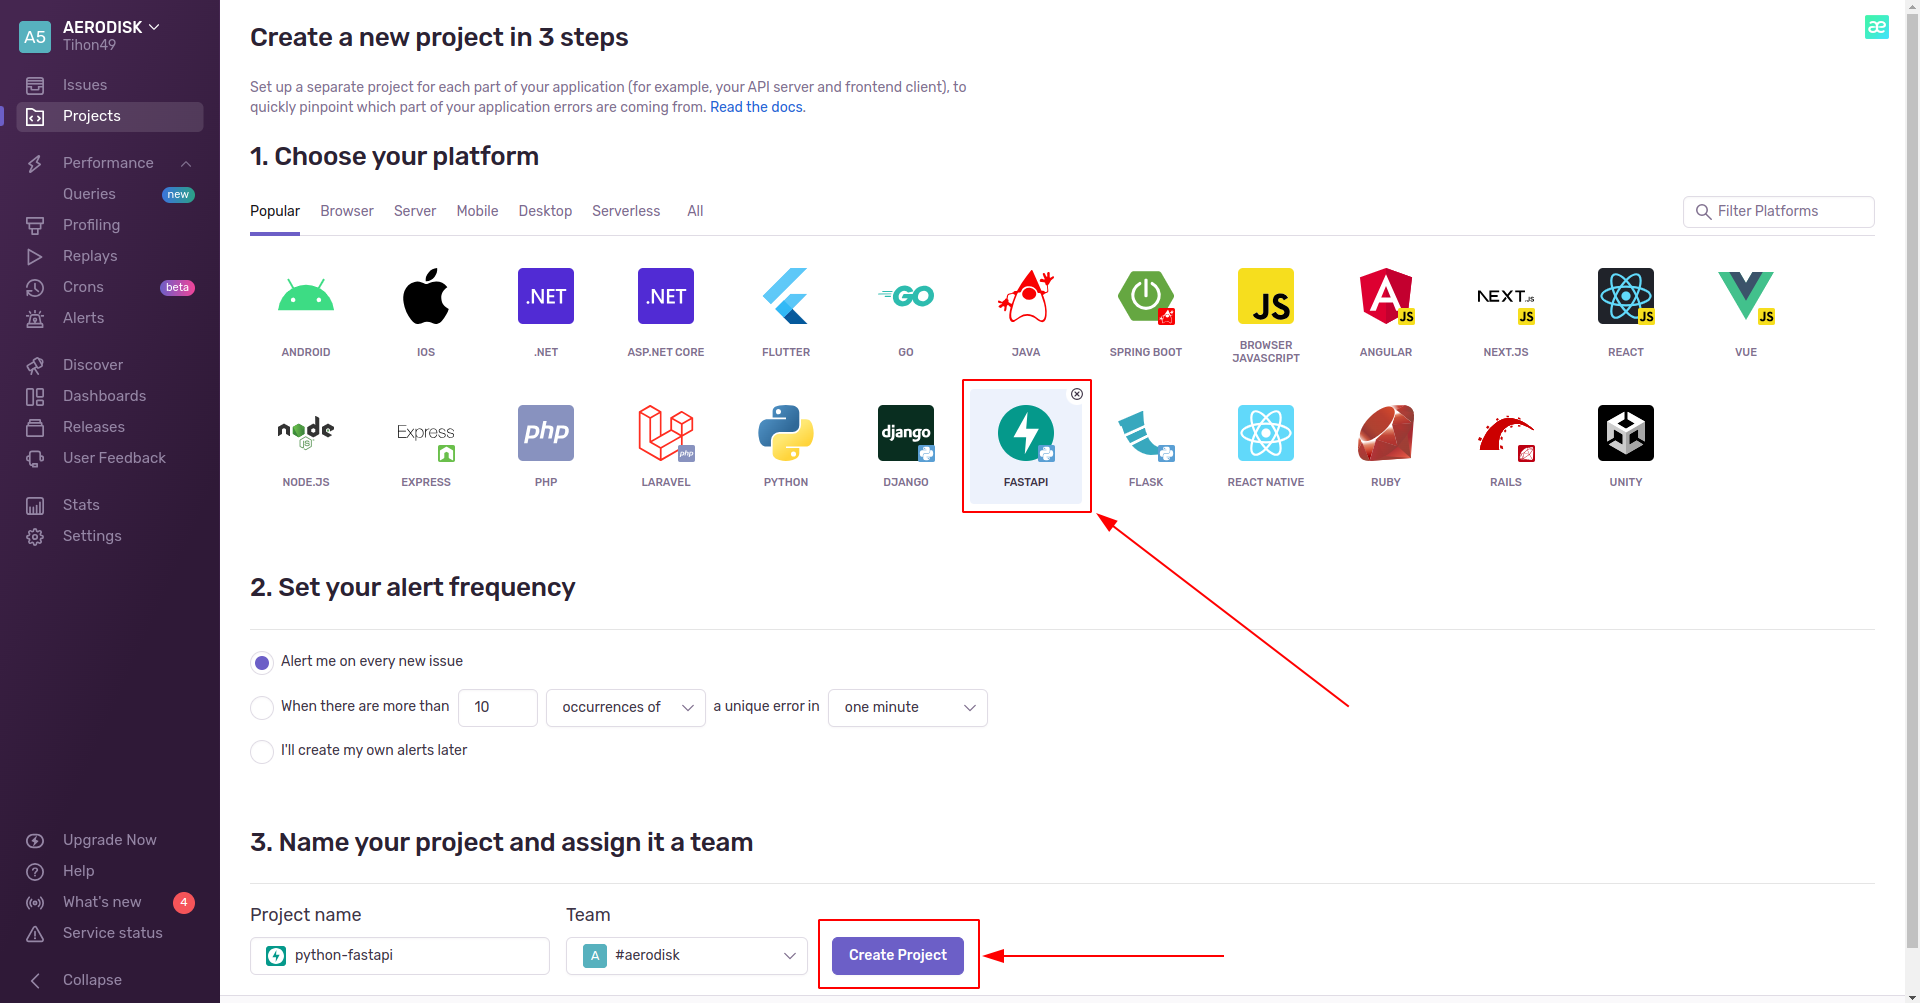 A5
AERODISK
Tihon49
Issues
Projects
Performance
Queries new
Profiling
Replays
Crons beta
Alerts
Discover
Dashboards
Releases
User Feedback
Stats
Settings
Upgrade Now
Help
What's new 4
Service status
Collapse
Create a new project in 3 steps
æ
Set up a separate project for each part of your application (for example, your API server and frontend client), to
quickly pinpoint which part of your application errors are coming from. Read the docs.
1. Choose your platform
Popular Browser Server Mobile Desktop Serverless All
Filter Platforms
.NET .NET GO JS JS NEXT.JS JS JS JS
ANDROID IOS .NET ASP.NET CORE FLUTTER GO JAVA SPRING BOOT BROWSER JAVASCRIPT ANGULAR NEXT.JS REACT VUE
node JS Express php php django
NODE.JS EXPRESS PHP LARAVEL PYTHON DJANGO FASTAPI FLASK REACT NATIVE RUBY RAILS UNITY
2. Set your alert frequency
Alert me on every new issue
When there are more than 10 occurrences of a unique error in one minute
I'll create my own alerts later
3. Name your project and assign it a team
Project name Team
python-fastapi A #aerodisk Create Project